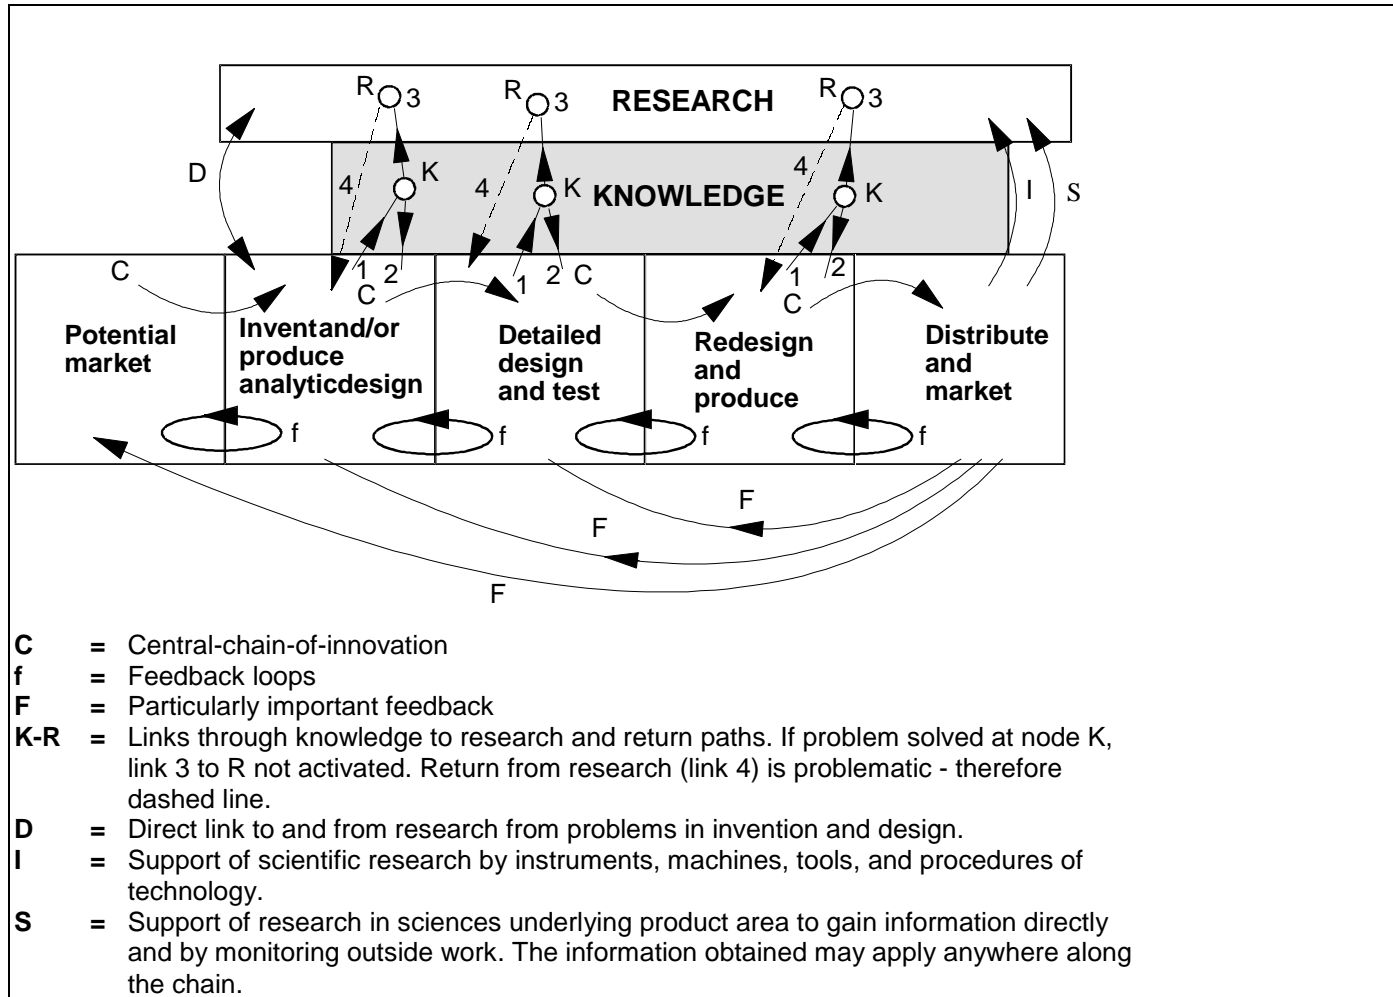 R 3 R 3 RESEARCH R 3
D 4 K 4 K KNOWLEDGE 4 K I S
C 1 2 C 1 2 C 1 2 C
Potential
market
Inventand/or
produce
analyticdesign
Detailed
design
and test
Redesign
and
produce
Distribute
and
market
f f f f
F
F
F
C = Central-chain-of-innovation
f = Feedback loops
F = Particularly important feedback
K-R = Links through knowledge to research and return paths. If problem solved at node K,
link 3 to R not activated. Return from research (link 4) is problematic - therefore
dashed line.
D = Direct link to and from research from problems in invention and design.
I = Support of scientific research by instruments, machines, tools, and procedures of
technology.
S = Support of research in sciences underlying product area to gain information directly
and by monitoring outside work. The information obtained may apply anywhere along
the chain.